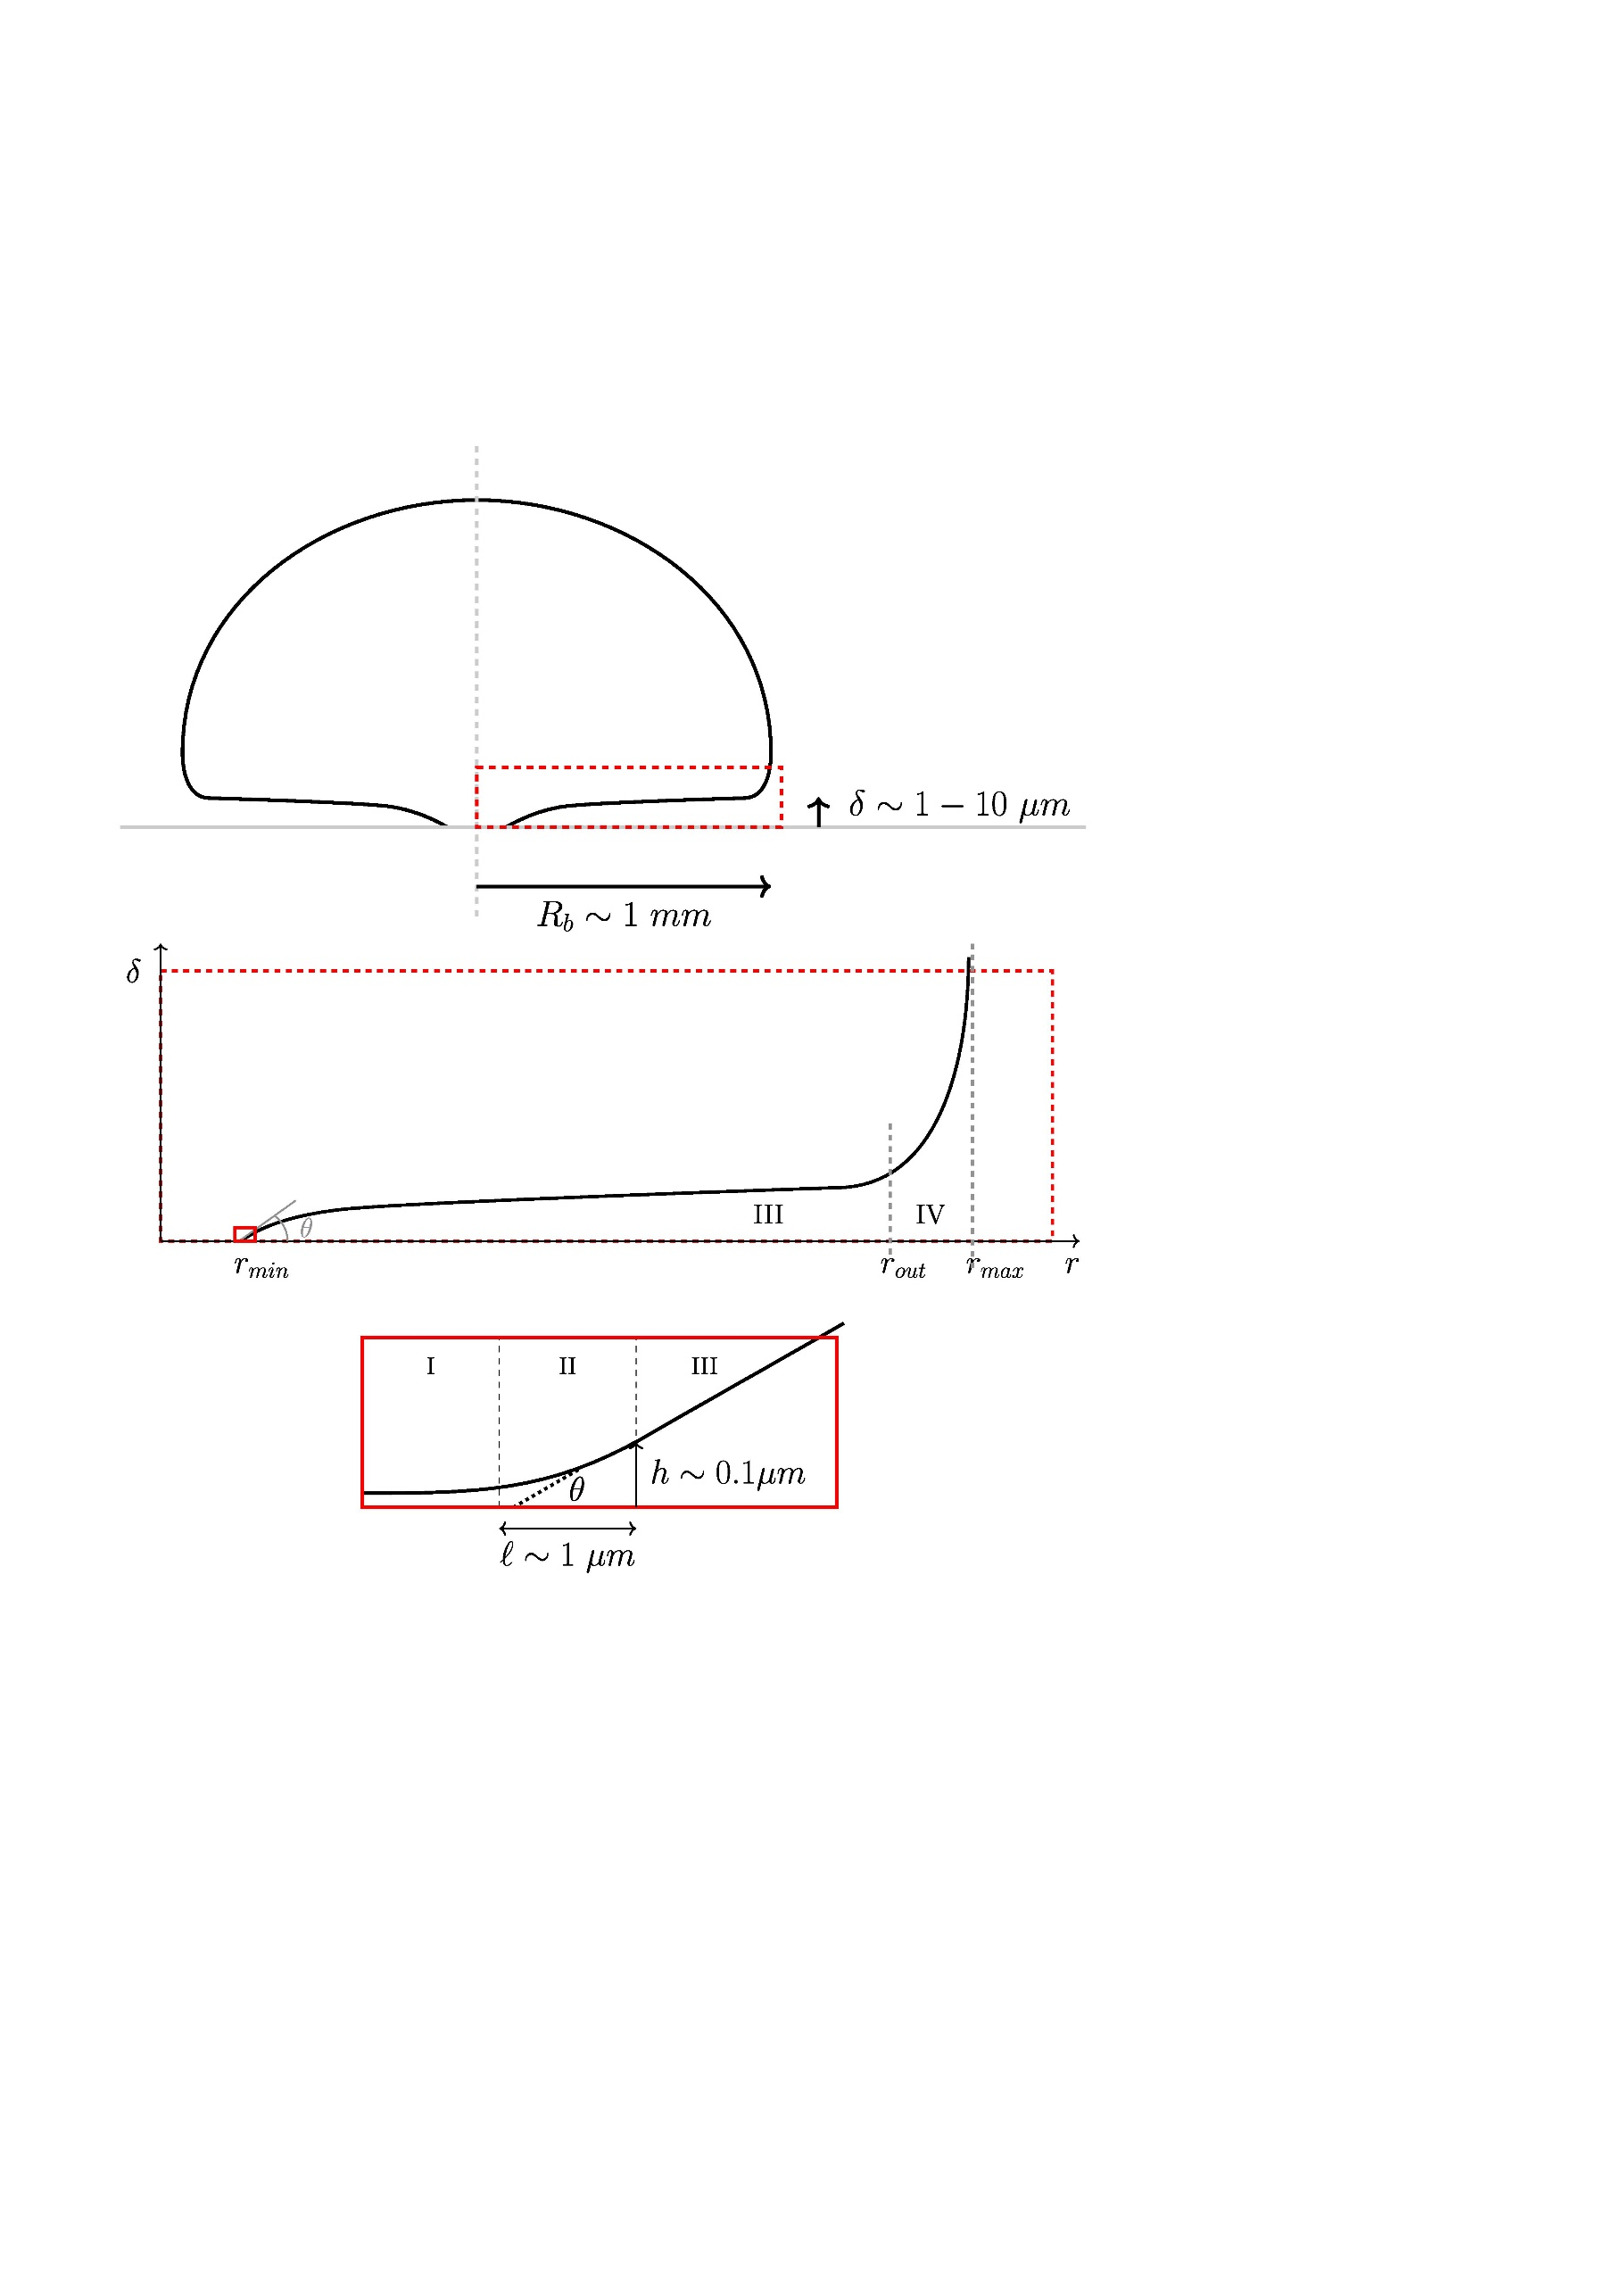 δ ∼ 1 − 10 μm
R_b ∼ 1 mm
δ
θ
III IV
r_min r_out r_max r
I II III
h ∼ 0.1μm
θ
ℓ ∼ 1 μm